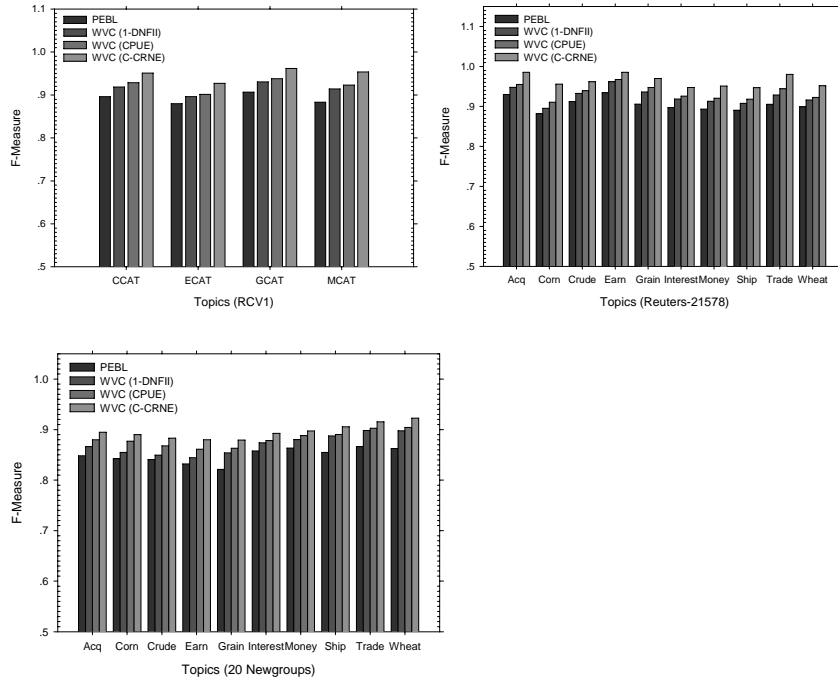 1.1
1.0
.9
.8
.7
.6
.5
F-Measure
PEBL
WVC (1-DNFII)
WVC (CPUE)
WVC (C-CRNE)
CCAT ECAT GCAT MCAT
Topics (RCV1)
1.1
1.0
.9
.8
.7
.6
.5
F-Measure
PEBL
WVC (1-DNFII)
WVC (CPUE)
WVC (C-CRNE)
Acq Corn Crude Earn Grain Interest Money Ship Trade Wheat
Topics (Reuters-21578)
1.0
.9
.8
.7
.6
.5
F-Measure
PEBL
WVC (1-DNFII)
WVC (CPUE)
WVC (C-CRNE)
Acq Corn Crude Earn Grain Interest Money Ship Trade Wheat
Topics (20 Newgroups)